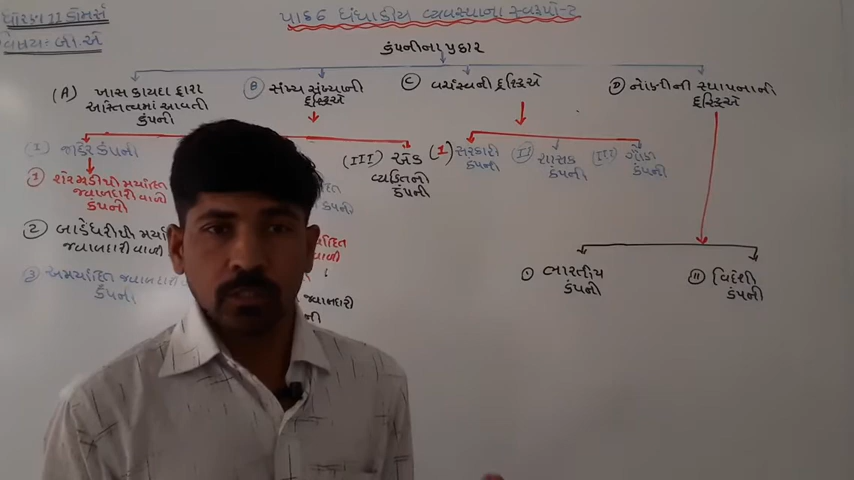 ધોરણ 11 કોમર્સ
વિષય: બી.એ
પાઠ 6 ધંધાકીય વ્યવસ્થાના સ્વરૂપો-2
કંપનીના પ્રકાર
(A) ખાસ કાયદા દ્વારા
અસ્તિત્વમાં આવતી
કંપની
(B) સભ્ય સંખ્યાની
દ્રષ્ટિએ
(C) વર્ચસ્વની દ્રષ્ટિએ
(D) નોંધણીની સ્થાપનાની
દ્રષ્ટિએ
(I) જાહેર કંપની
(1) શેરમૂડીથી મર્યાદિત
જવાબદારી વાળી
કંપની
(2) બાંહેધરીથી મર્યા
જવાબદારી વાળી
(3) અમર્યાદિત જવાબદારી
કંપની
કંપની
(III) એક
વ્યક્તિની
કંપની
(I) સરકારી
કંપની
(II) શાસક
કંપની
(III) ગૌણ
કંપની
(I) ભારતીય
કંપની
(II) વિદેશી
કંપની